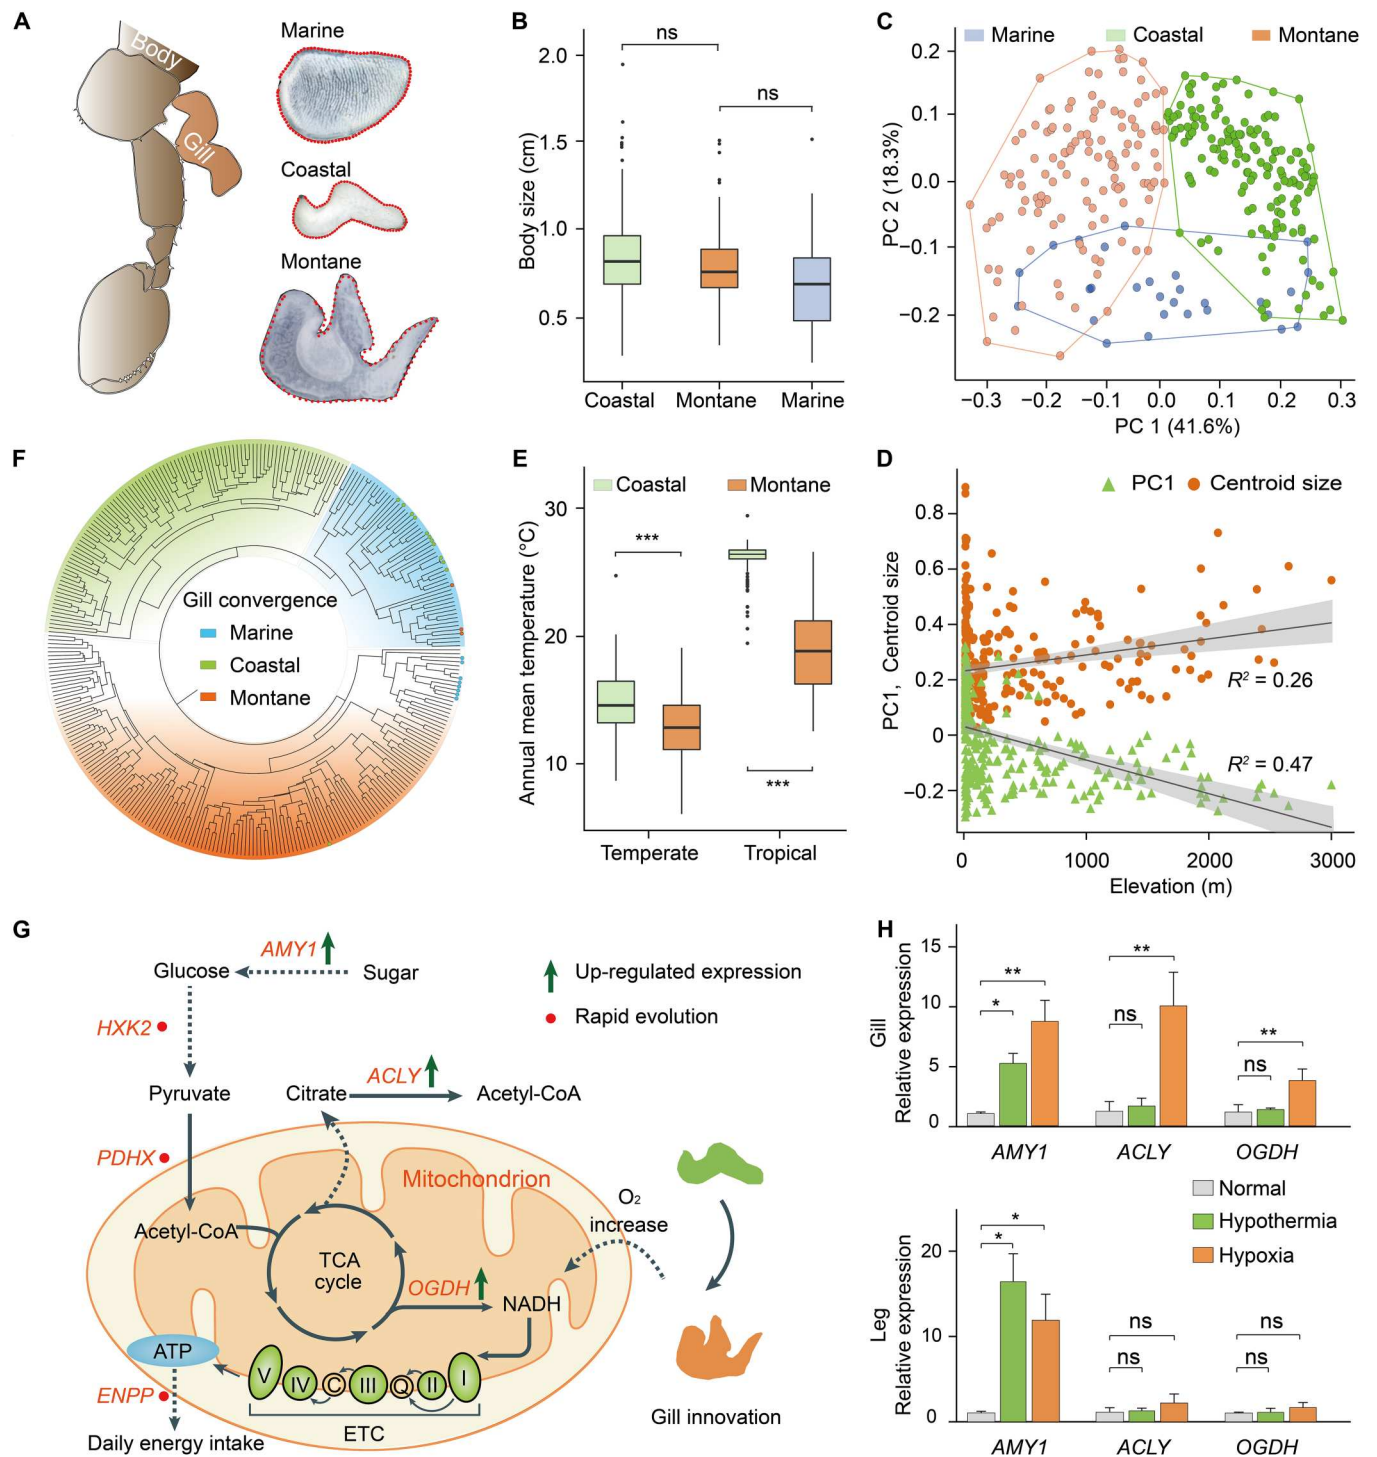 A
Body
Gill
Marine
Coastal
Montane
B
ns
ns
Body size (cm)
2.0
1.5
1.0
0.5
Coastal Montane Marine
C
Marine Coastal Montane
PC 2 (18.3%)
0.2
0.1
0.0
−0.1
−0.2
−0.3 −0.2 −0.1 0.0 0.1 0.2 0.3
PC 1 (41.6%)
F
Gill convergence
Marine
Coastal
Montane
E
Coastal Montane
Annual mean temperature (°C)
30
20
10
***
***
Temperate Tropical
D
PC1 Centroid size
PC1, Centroid size
0.8
0.6
0.4
0.2
0
−0.2
R² = 0.26
R² = 0.47
0 1000 2000 3000
Elevation (m)
G
AMY1
Glucose Sugar
Up-regulated expression
Rapid evolution
HXK2
ACLY
Pyruvate Citrate Acetyl-CoA
PDHX
Mitochondrion
O₂
increase
Acetyl-CoA
TCA
cycle
OGDH
NADH
ATP
V IV C III Q II I
ENPP
ETC
Daily energy intake
Gill innovation
H
Gill
Relative expression
15
10
5
0
**
*
**
ns
**
ns
AMY1 ACLY OGDH
Normal
Hypothermia
Hypoxia
Leg
Relative expression
20
10
0
*
*
ns
ns
ns
ns
AMY1 ACLY OGDH